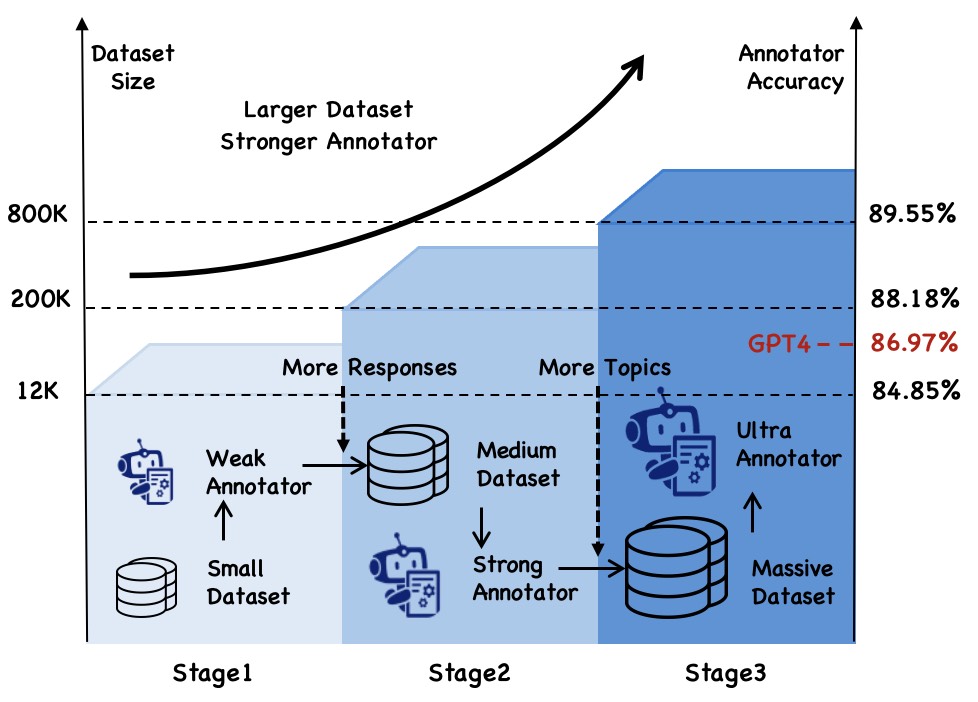 Dataset
Size
Annotator
Accuracy
Larger Dataset
Stronger Annotator
800K
89.55%
200K
88.18%
GPT4
86.97%
More Responses
More Topics
12K
84.85%
Weak
Annotator
Medium
Dataset
Ultra
Annotator
Small
Dataset
Strong
Annotator
Massive
Dataset
Stage1
Stage2
Stage3